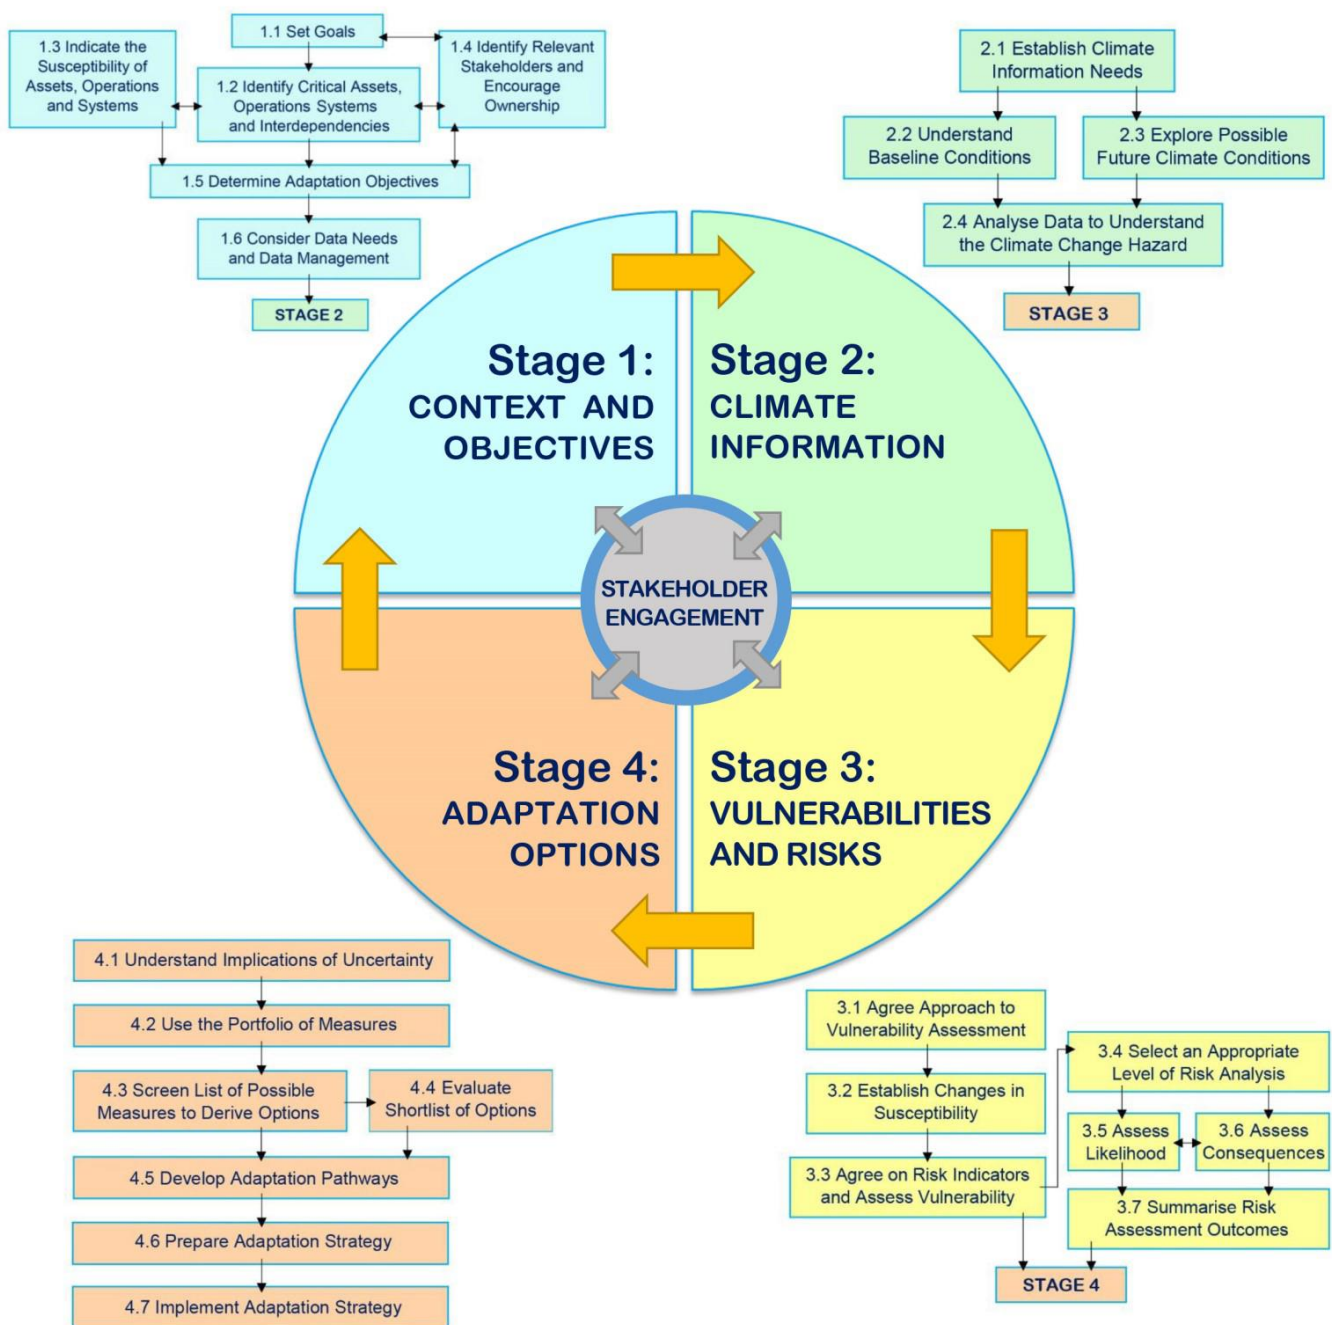 1.1 Set Goals
1.3 Indicate the
Susceptibility of
Assets, Operations
and Systems
1.2 Identify Critical Assets,
Operations Systems
and Interdependencies
1.4 Identify Relevant
Stakeholders and
Encourage
Ownership
1.5 Determine Adaptation Objectives
1.6 Consider Data Needs
and Data Management
STAGE 2
2.1 Establish Climate
Information Needs
2.2 Understand
Baseline Conditions
2.3 Explore Possible
Future Climate Conditions
2.4 Analyse Data to Understand
the Climate Change Hazard
STAGE 3
Stage 1:
CONTEXT AND
OBJECTIVES
Stage 2:
CLIMATE
INFORMATION
STAKEHOLDER
ENGAGEMENT
Stage 4:
ADAPTATION
OPTIONS
Stage 3:
VULNERABILITIES
AND RISKS
4.1 Understand Implications of Uncertainty
4.2 Use the Portfolio of Measures
4.3 Screen List of Possible
Measures to Derive Options
4.4 Evaluate
Shortlist of Options
4.5 Develop Adaptation Pathways
4.6 Prepare Adaptation Strategy
4.7 Implement Adaptation Strategy
3.1 Agree Approach to
Vulnerability Assessment
3.2 Establish Changes in
Susceptibility
3.3 Agree on Risk Indicators
and Assess Vulnerability
3.4 Select an Appropriate
Level of Risk Analysis
3.5 Assess
Likelihood
3.6 Assess
Consequences
3.7 Summarise Risk
Assessment Outcomes
STAGE 4